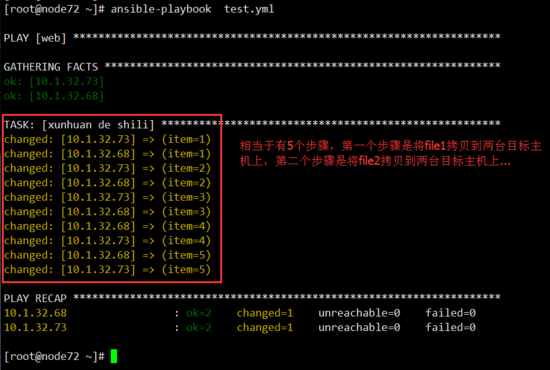 [root@node72 ~]# ansible-playbook  test.yml
PLAY [web] ****************************************************************
GATHERING FACTS ***********************************************************
ok: [10.1.32.73]
ok: [10.1.32.68]
TASK: [xunhuan de shili] **************************************************
changed: [10.1.32.73] => (item=1)
changed: [10.1.32.68] => (item=1)
changed: [10.1.32.73] => (item=2)
changed: [10.1.32.68] => (item=2)
changed: [10.1.32.73] => (item=3)
changed: [10.1.32.68] => (item=3)
changed: [10.1.32.68] => (item=4)
changed: [10.1.32.73] => (item=4)
changed: [10.1.32.68] => (item=5)
changed: [10.1.32.73] => (item=5)
相当于有5个步骤，第一个步骤是将file1拷贝到两台目标主
机上，第二个步骤是将file2拷贝到两台目标主机上...
PLAY RECAP ****************************************************************
10.1.32.68                 : ok=2    changed=1    unreachable=0    failed=0
10.1.32.73                 : ok=2    changed=1    unreachable=0    failed=0
[root@node72 ~]#